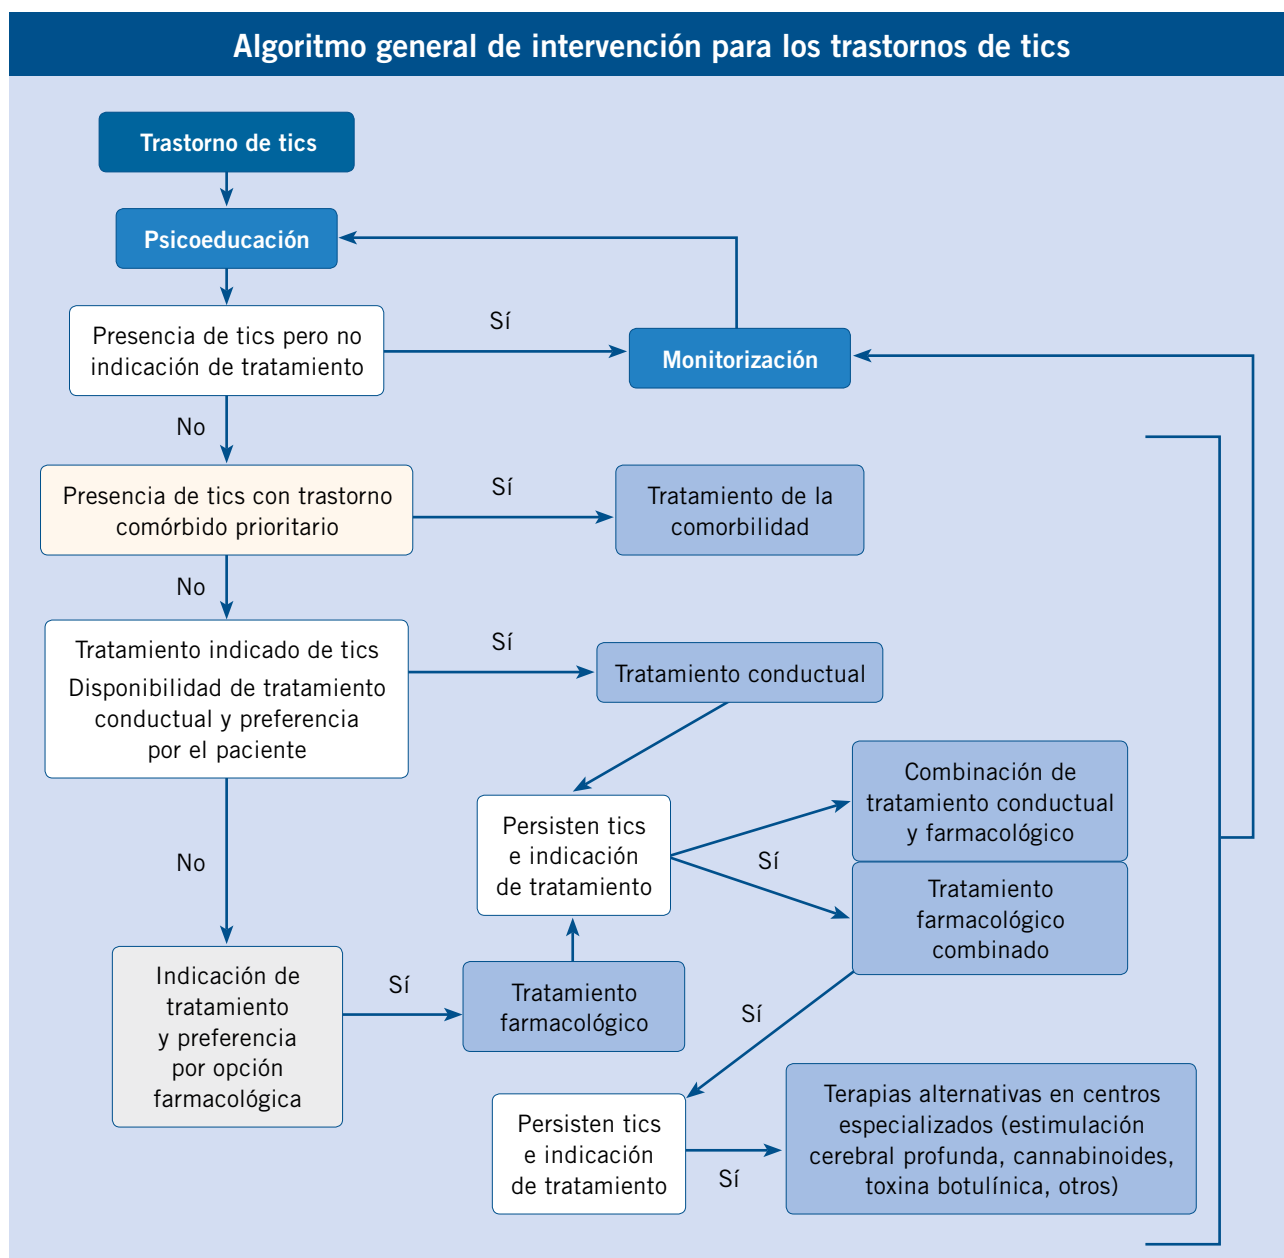 Algoritmo general de intervención para los trastornos de tics
Trastorno de tics
Psicoeducación
Presencia de tics pero no
indicación de tratamiento
Sí
Monitorización
No
Presencia de tics con trastorno
comórbido prioritario
Sí
Tratamiento de la
comorbilidad
No
Tratamiento indicado de tics
Disponibilidad de tratamiento
conductual y preferencia
por el paciente
Sí
Tratamiento conductual
Persisten tics
e indicación
de tratamiento
Sí
Combinación de
tratamiento conductual
y farmacológico
Tratamiento
farmacológico
combinado
No
Indicación de
tratamiento
y preferencia
por opción
farmacológica
Sí
Tratamiento
farmacológico
Sí
Persisten tics
e indicación
de tratamiento
Sí
Terapias alternativas en centros
especializados (estimulación
cerebral profunda, cannabinoides,
toxina botulínica, otros)